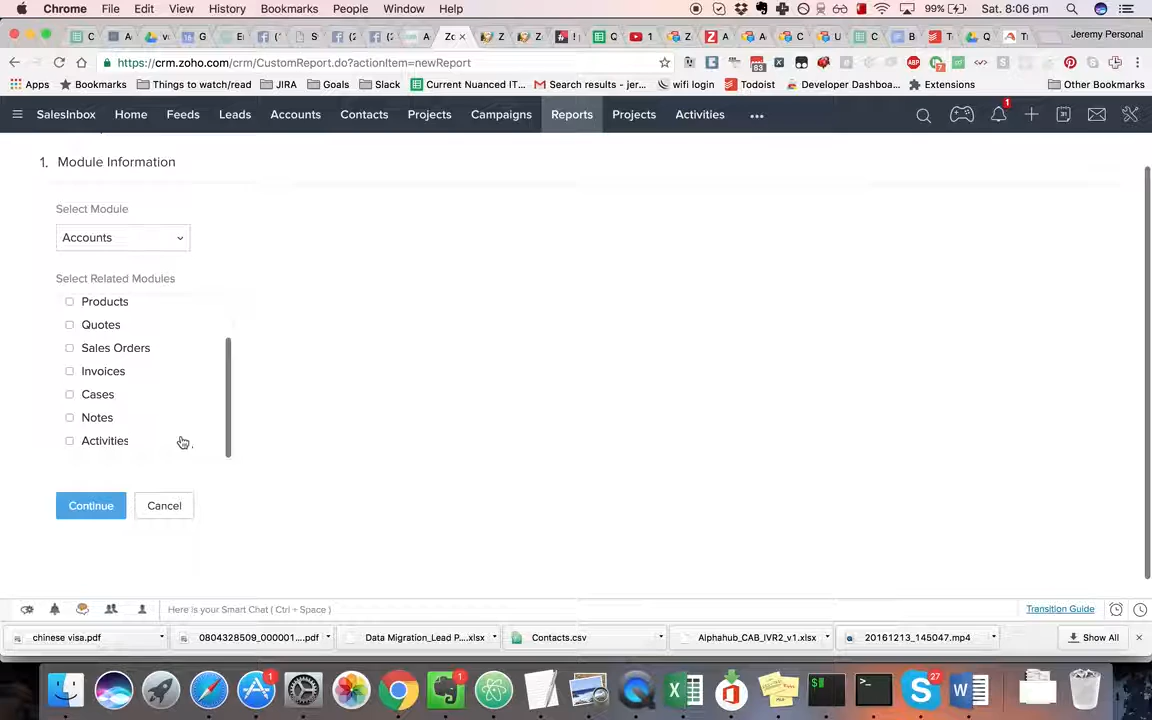 Chrome File Edit View History Bookmarks People Window Help 99% Sat. 8:06 pm
Jeremy Personal
https://crm.zoho.com/crm/CustomReport.do?actionItem=newReport
Apps Bookmarks Things to watch/read JIRA Goals Slack Current Nuanced IT... Search results - jer... wifi login Todoist Developer Dashboa... Extensions Other Bookmarks
SalesInbox Home Feeds Leads Accounts Contacts Projects Campaigns Reports Projects Activities ... 1
1. Module Information
Select Module
Accounts
Select Related Modules
Products
Quotes
Sales Orders
Invoices
Cases
Notes
Activities
Continue Cancel
Here is your Smart Chat ( Ctrl + Space ) Transition Guide
chinese visa.pdf 0804328509_000001....pdf Data Migration_Lead P....xlsx Contacts.csv Alphahub_CAB_IVR2_v1.xlsx 20161213_145047.mp4 Show All
1 1 27